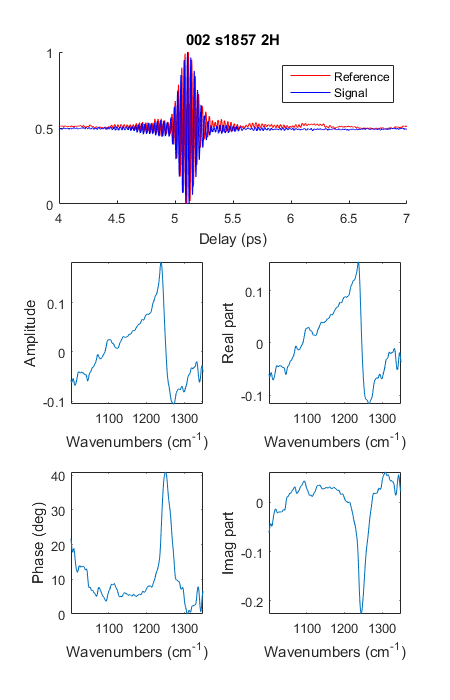 002 s1857 2H
1
0.5
0
Reference
Signal
4 4.5 5 5.5 6 6.5 7
Delay (ps)
Amplitude
0.1
0
-0.1
1100 1200 1300
Wavenumbers (cm-1)
Real part
0.1
0
-0.1
1100 1200 1300
Wavenumbers (cm-1)
Phase (deg)
40
30
20
10
0
1100 1200 1300
Wavenumbers (cm-1)
Imag part
0
-0.1
-0.2
1100 1200 1300
Wavenumbers (cm-1)